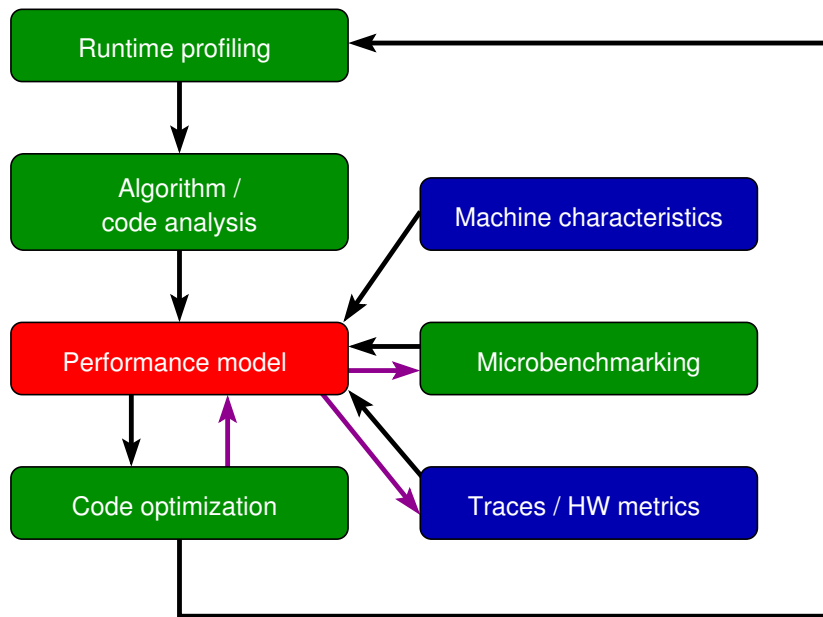 Runtime profiling
Algorithm /
code analysis
Machine characteristics
Performance model
Microbenchmarking
Code optimization
Traces / HW metrics